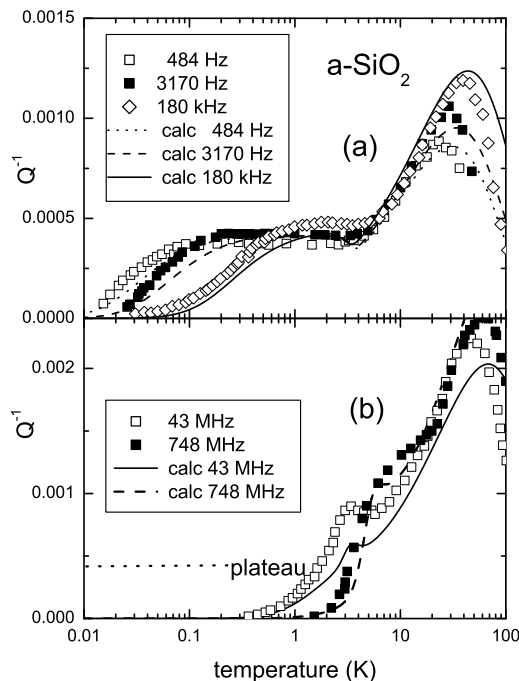 0.0015
0.0010
0.0005
0.0000
Q⁻¹
484 Hz
3170 Hz
180 kHz
calc 484 Hz
calc 3170 Hz
calc 180 kHz
a-SiO₂
(a)
0.002
0.001
0.000
Q⁻¹
43 MHz
748 MHz
calc 43 MHz
calc 748 MHz
(b)
plateau
0.01 0.1 1 10 100
temperature (K)